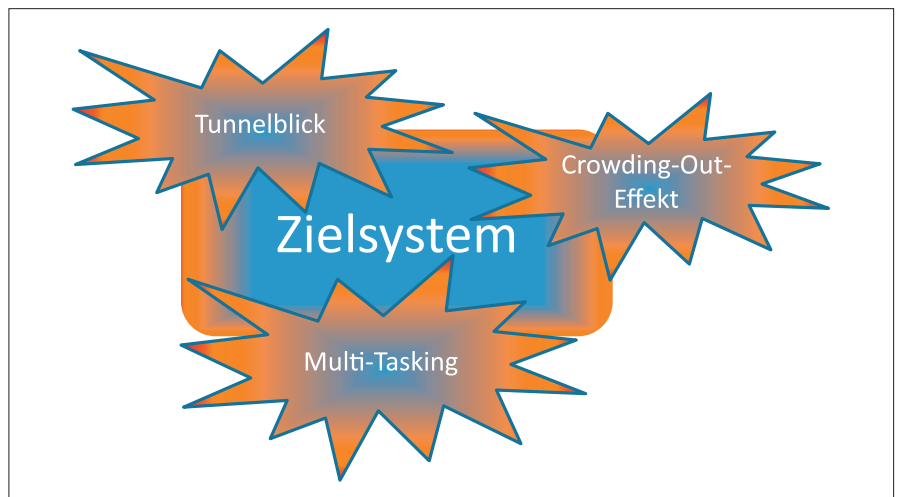 Tunnelblick
Crowding-Out-
Effekt
Zielsystem
Multi-Tasking